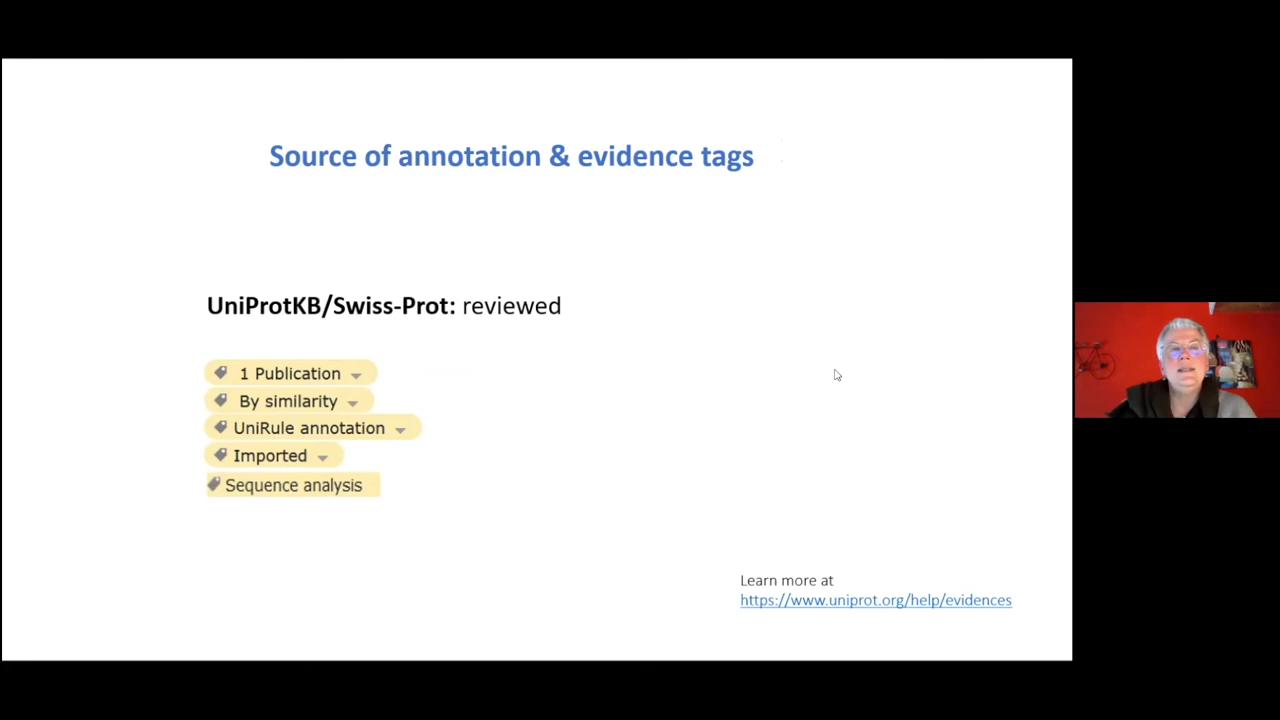 Source of annotation & evidence tags
UniProtKB/Swiss-Prot: reviewed
1 Publication
By similarity
UniRule annotation
Imported
Sequence analysis
Learn more at
https://www.uniprot.org/help/evidences